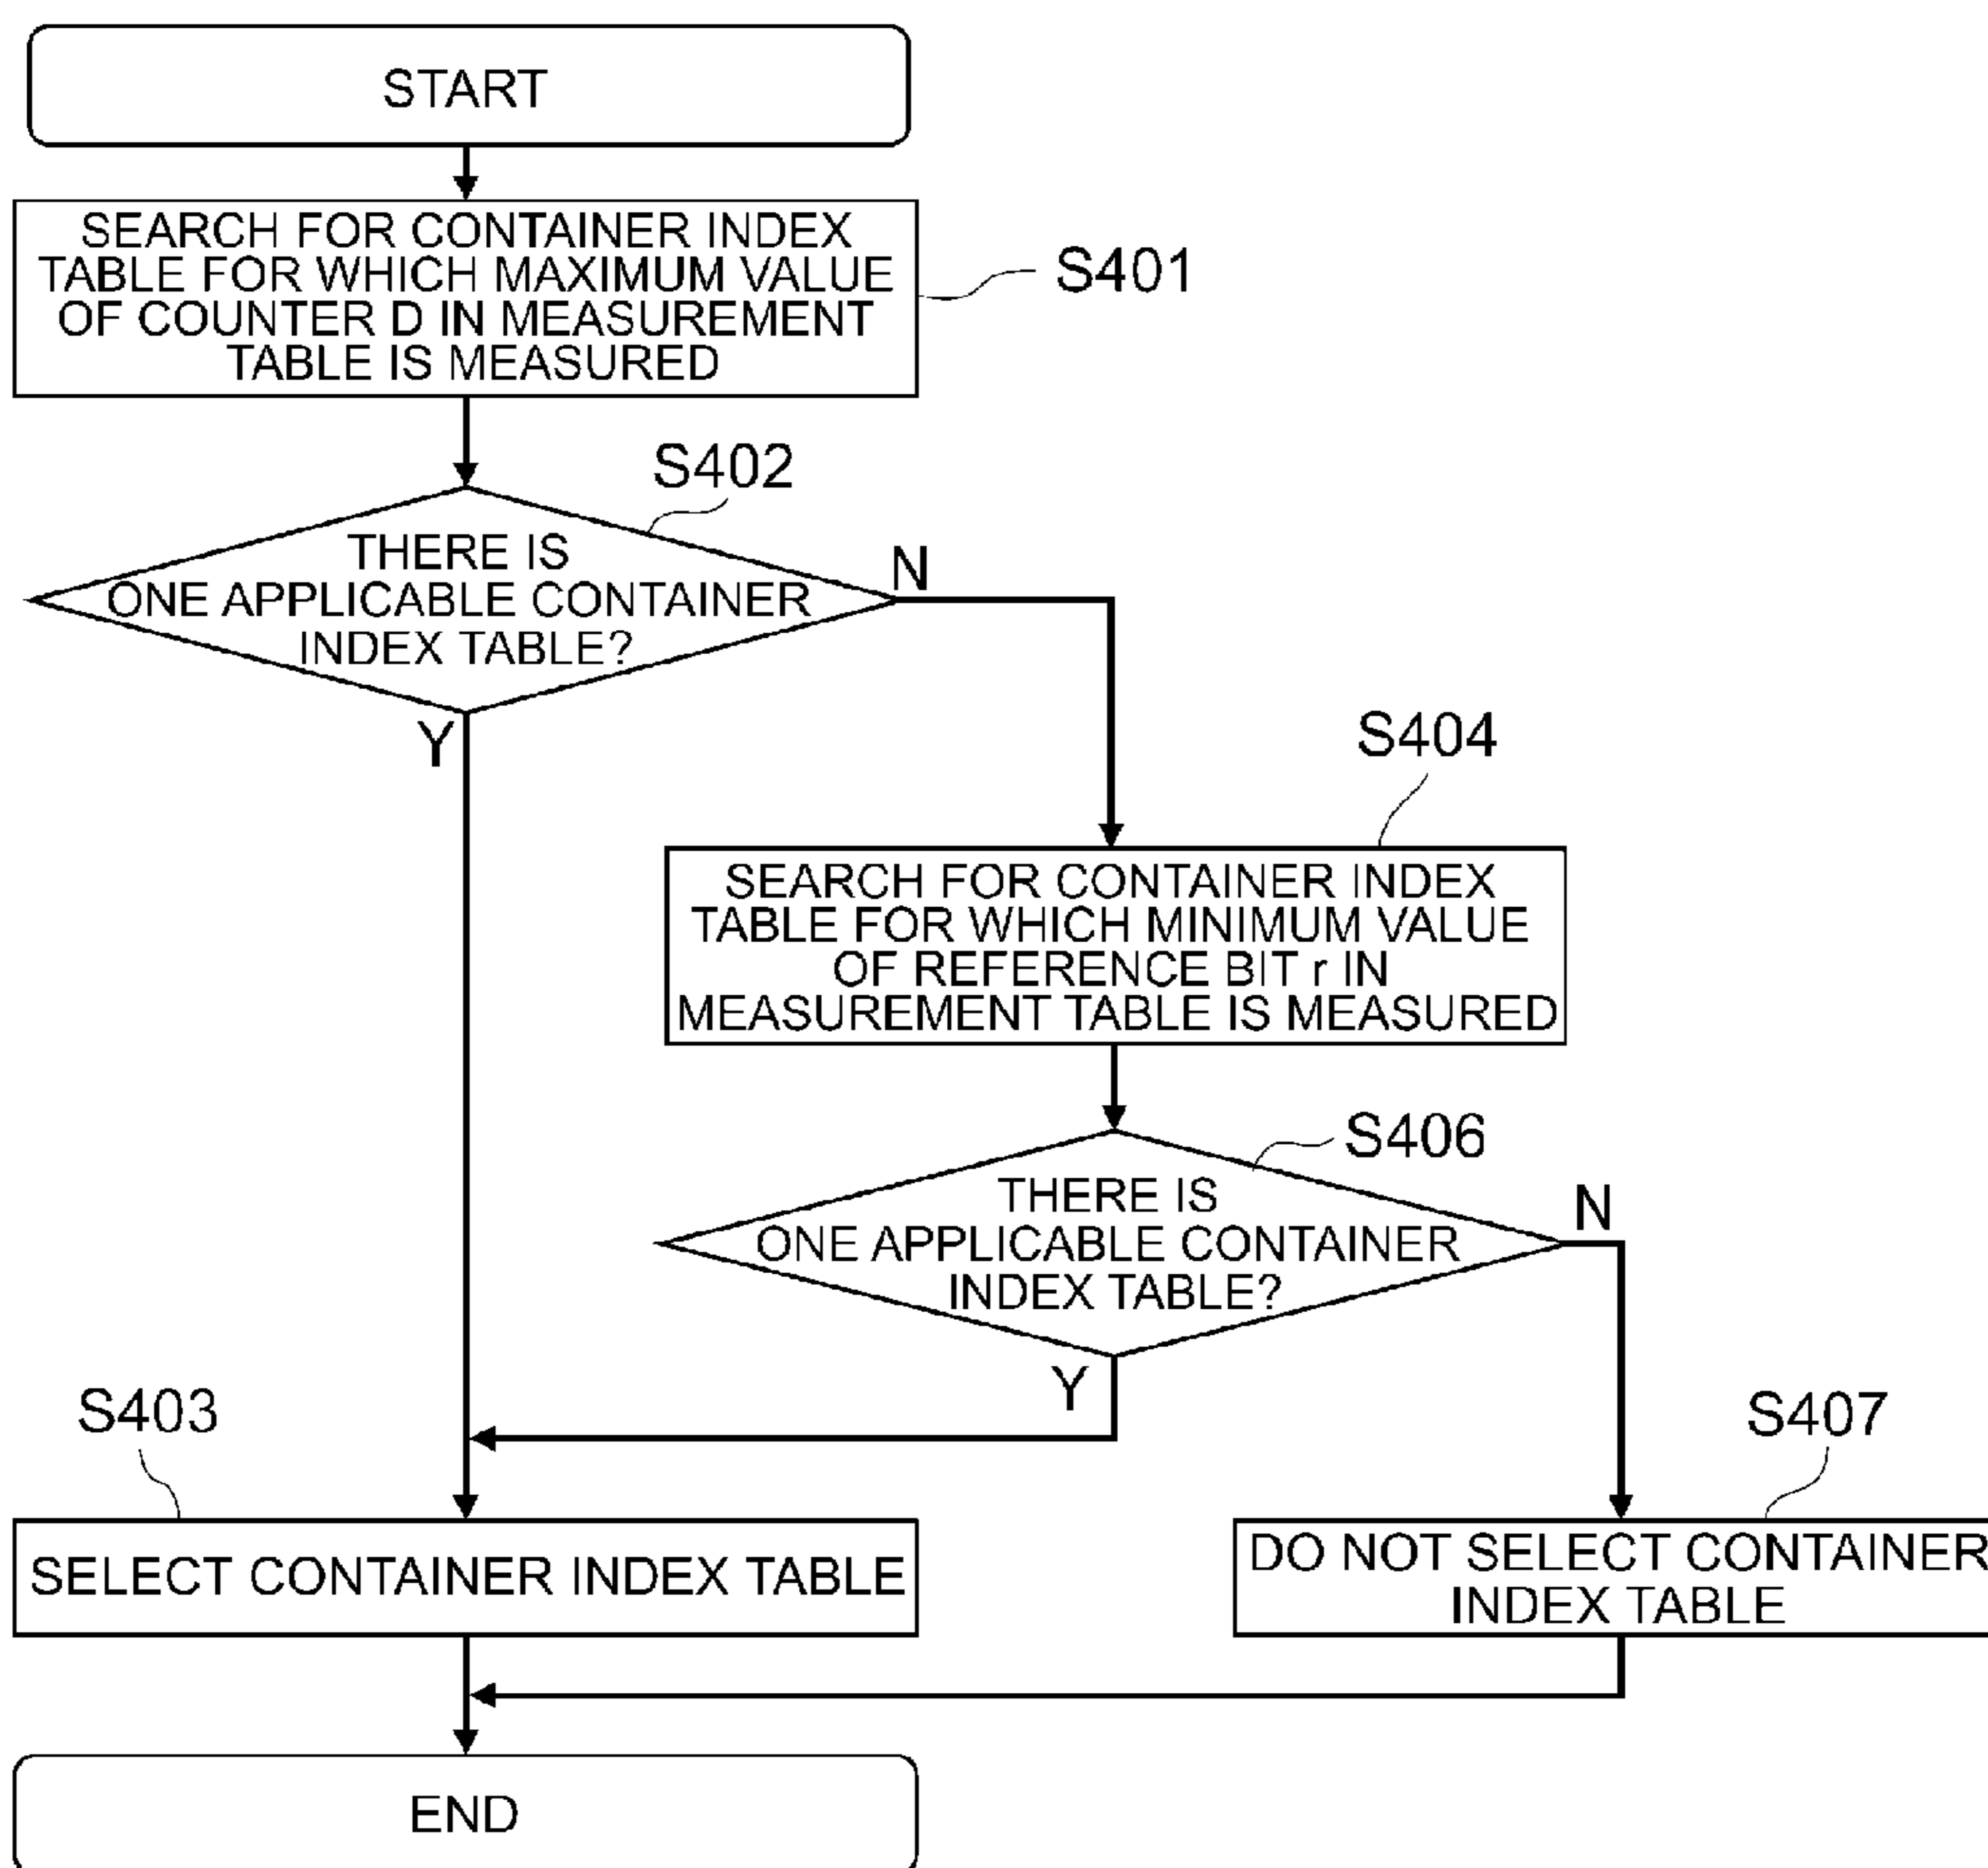 START
SEARCH FOR CONTAINER INDEX
TABLE FOR WHICH MAXIMUM VALUE
OF COUNTER D IN MEASUREMENT
TABLE IS MEASURED
S401
S402
THERE IS
ONE APPLICABLE CONTAINER
INDEX TABLE?
N
Y
S404
SEARCH FOR CONTAINER INDEX
TABLE FOR WHICH MINIMUM VALUE
OF REFERENCE BIT r IN
MEASUREMENT TABLE IS MEASURED
S406
THERE IS
ONE APPLICABLE CONTAINER
INDEX TABLE?
N
Y
S403
SELECT CONTAINER INDEX TABLE
S407
DO NOT SELECT CONTAINER
INDEX TABLE
END